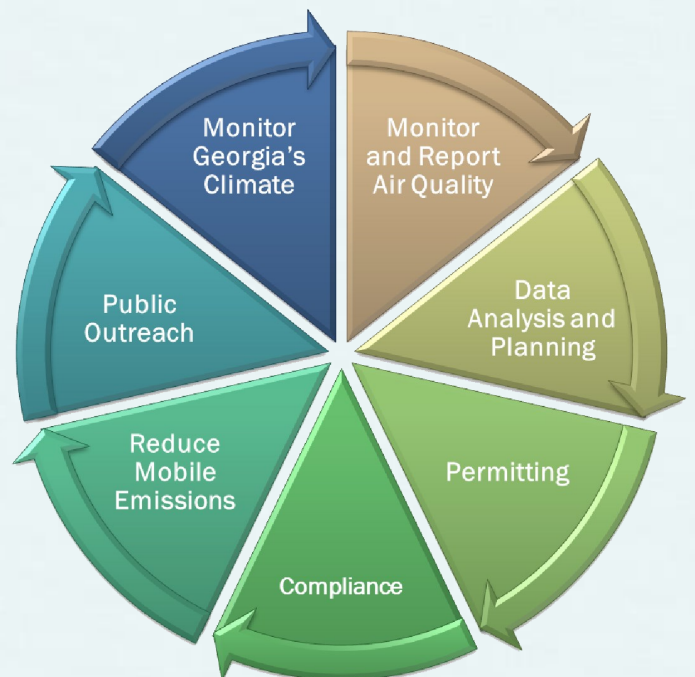 Monitor
Georgia's
Climate
Monitor
and Report
Air Quality
Data
Analysis and
Planning
Permitting
Compliance
Reduce
Mobile
Emissions
Public
Outreach